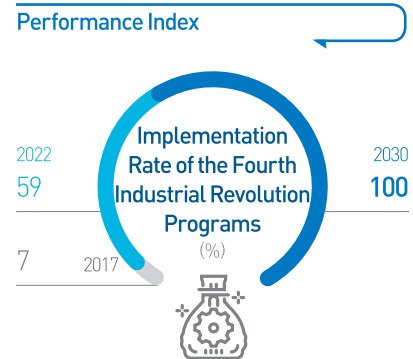 Performance Index
Implementation
Rate of the Fourth
Industrial Revolution
Programs
(%)
2022
59
2030
100
7
2017